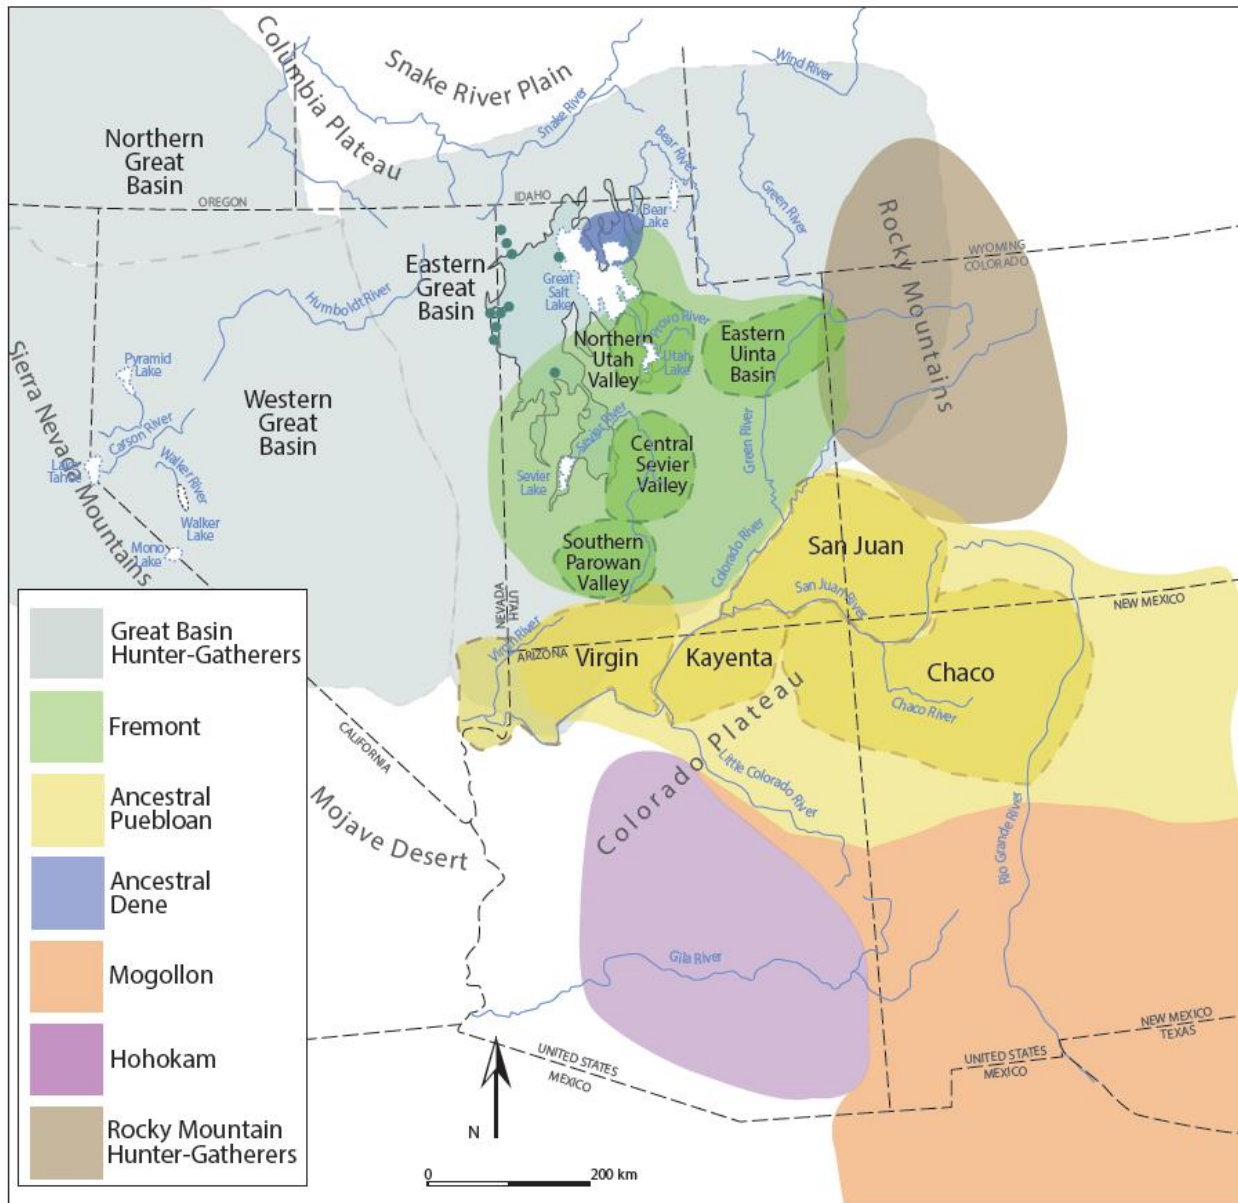 Columbia Plateau
Snake River Plain
Wind River
Snake River
Northern
Great
Basin
Bear River
Green River
OREGON
IDAHO
Bear
Lake
Rocky Mountains
WYOMING
COLORADO
Eastern
Great
Basin
Great
Salt
Lake
Humboldt River
Provo River
Northern
Utah
Valley
Utah Lake
Eastern
Uinta
Basin
Sierra Nevada Mountains
Pyramid
Lake
Western
Great
Basin
Carson River
Walker River
Lake
Tahoe
Walker
Lake
Mono
Lake
Sevier River
Sevier
Lake
Central
Sevier
Valley
Green River
Southern
Parowan
Valley
Colorado River
San Juan
San Juan River
NEW MEXICO
NEVADA
UTAH
Virgin River
ARIZONA
Virgin
Kayenta
Chaco
Chaco River
CALIFORNIA
Mojave Desert
Colorado Plateau
Little Colorado River
Rio Grande River
Gila River
UNITED STATES
MEXICO
UNITED STATES
MEXICO
NEW MEXICO
TEXAS
Great Basin
Hunter-Gatherers
Fremont
Ancestral
Puebloan
Ancestral
Dene
Mogollon
Hohokam
Rocky Mountain
Hunter-Gatherers
N
0 200 km